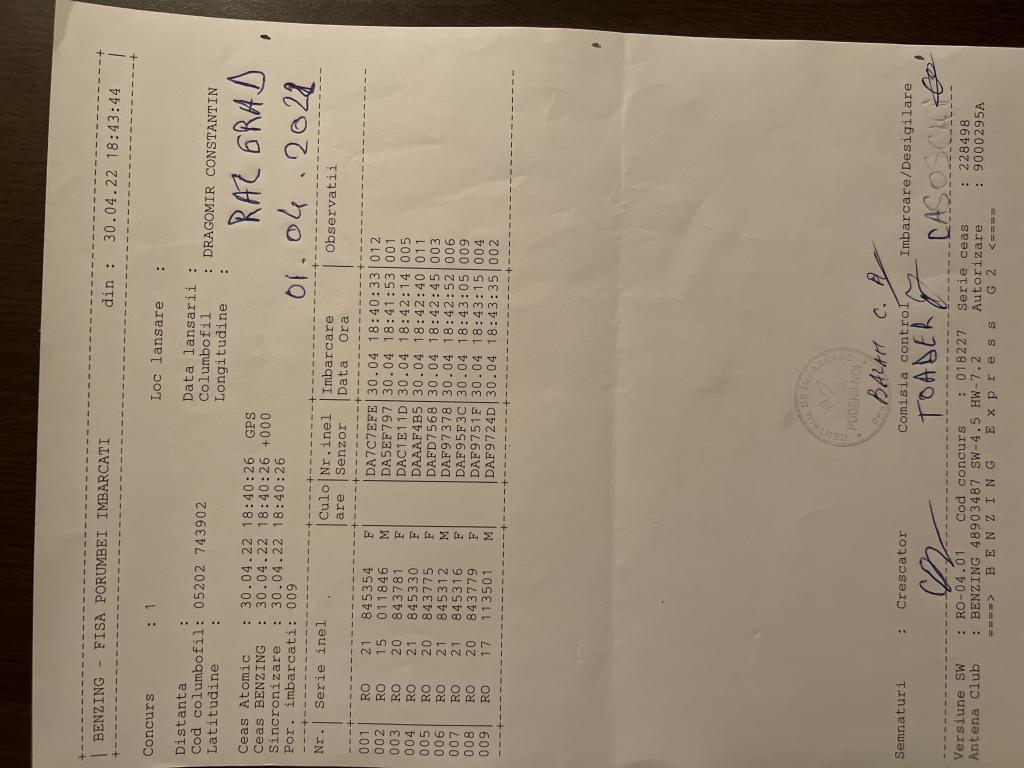 BENZING - FISA PORUMBEI IMBARCATI din : 30.04.22 18:43:44
Concurs : 1 Loc lansare :
Distanta : Data lansarii :
Cod columbofil: 05202 743902 Columbofil : DRAGOMIR CONSTANTIN
Latitudine : Longitudine :
RAZ GRAD
Ceas Atomic : 30.04.22 18:40:26 GPS
Ceas BENZING : 30.04.22 18:40:26 +000
Sincronizare : 30.04.22 18:40:26
Por. imbarcati: 009
01.04.2022
Nr. Serie inel Culo Nr.inel Imbarcare Observatii
are Senzor Data Ora
001 RO 21 845354 F DA7C7EFE 30.04 18:40:33 012
002 RO 15 011846 M DA5EF797 30.04 18:41:53 001
003 RO 20 843781 F DAC1E11D 30.04 18:42:14 005
004 RO 21 845330 F DAAAF4B5 30.04 18:42:40 011
005 RO 20 843775 F DAFD7568 30.04 18:42:45 003
006 RO 21 845312 M DAF97378 30.04 18:42:52 006
007 RO 21 845316 F DAF95F3C 30.04 18:43:05 009
008 RO 20 843779 F DAF9751F 30.04 18:43:15 004
009 RO 17 113501 M DAF9724D 30.04 18:43:35 002
CENTRUL DE IMBARCARE
PODENII NOI
BALAN C. A
Semnaturi : Crescator Comisia control Imbarcare/Desigilare
TOADER
Versiune SW : RO-04.01 Cod concurs : 018227 Serie ceas : 228498
Antena Club : BENZING 48903487 SW-4.5 HW-7.2 Autorizare : 9000295A
====> B E N Z I N G E x p r e s s G 2 <====